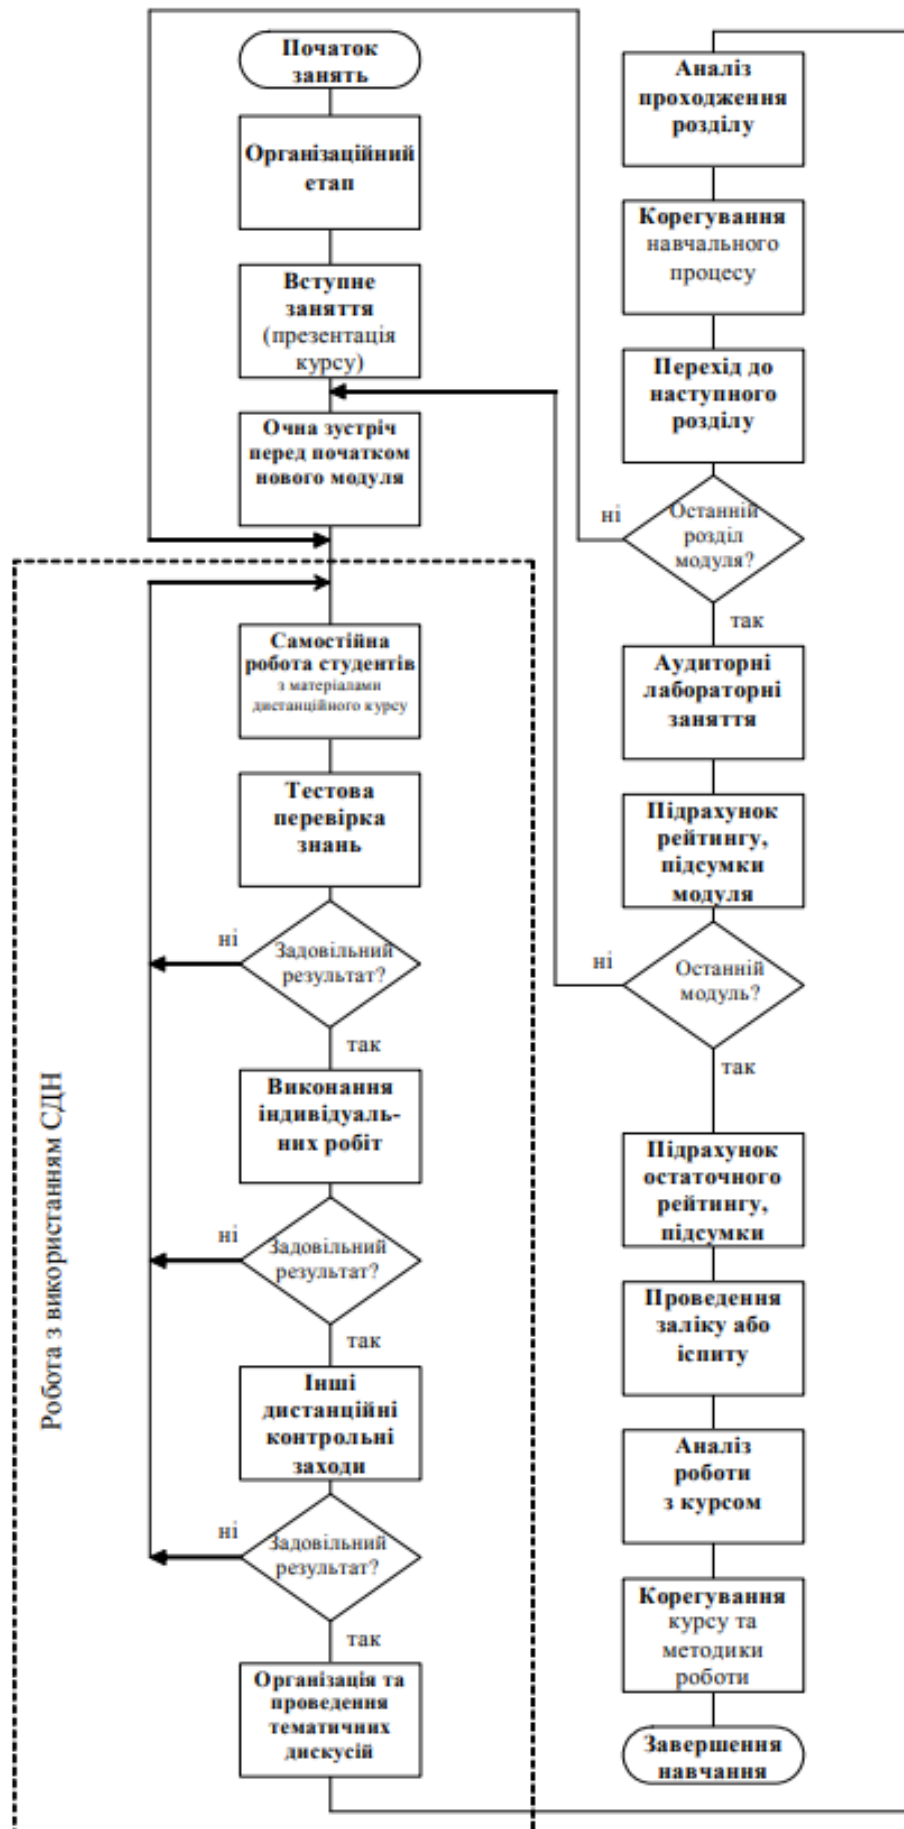 Початок
занять
Організаційний
етап
Вступне
заняття
(презентація
курсу)
Очна зустріч
перед початком
нового модуля
Самостійна
робота студентів
з матеріалами
дистанційного курсу
Тестова
перевірка
знань
ні
Задовільний
результат?
так
Виконання
індивідуаль-
них робіт
ні
Задовільний
результат?
так
Інші
дистанційні
контрольні
заходи
ні
Задовільний
результат?
так
Організація та
проведення
тематичних
дискусій
Робота з використанням СДН
Аналіз
проходження
розділу
Корегування
навчального
процесу
Перехід до
наступного
розділу
ні
Останній
розділ
модуля?
так
Аудиторні
лабораторні
заняття
Підрахунок
рейтингу,
підсумки
модуля
ні
Останній
модуль?
так
Підрахунок
остаточного
рейтингу,
підсумки
Проведення
заліку або
іспиту
Аналіз
роботи
з курсом
Корегування
курсу та
методики
роботи
Завершення
навчання